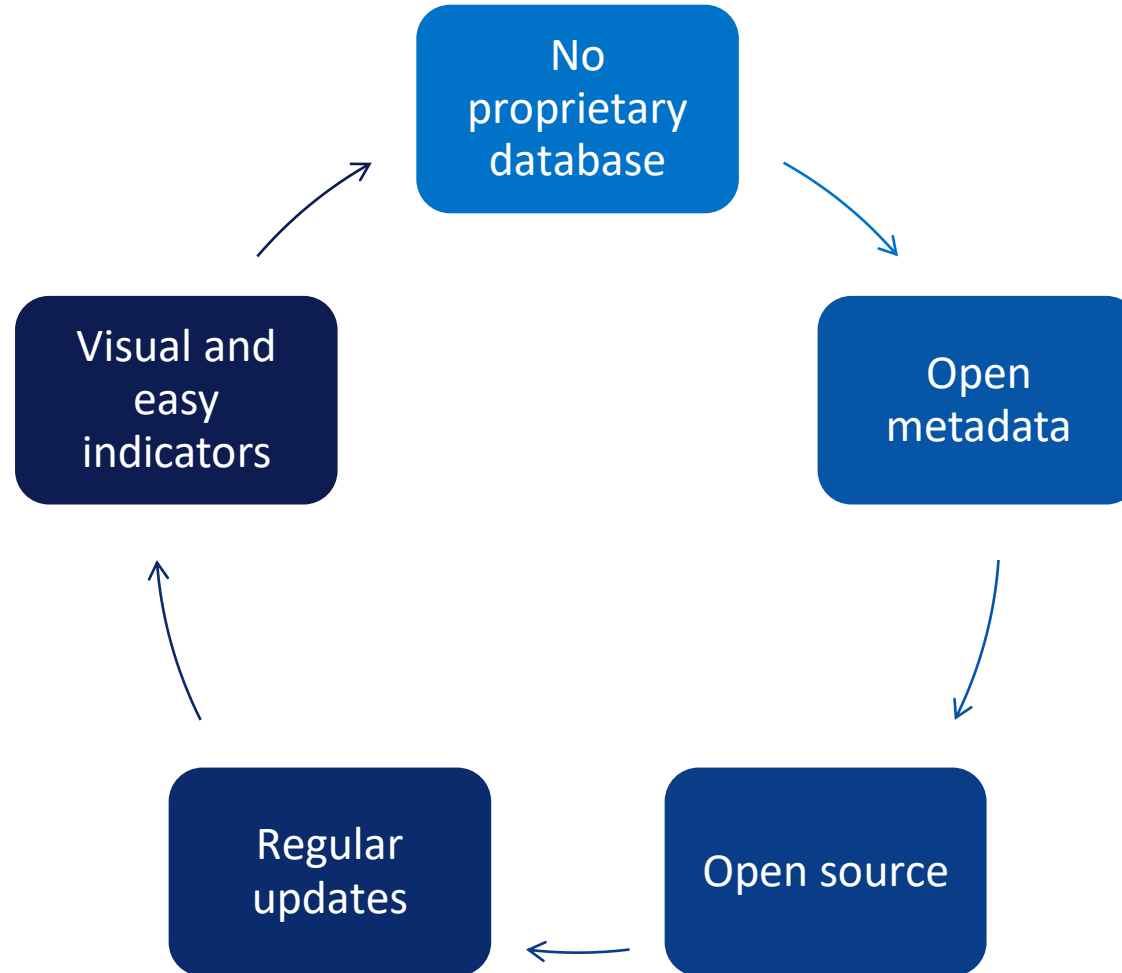 No
proprietary
database
Open
metadata
Open source
Regular
updates
Visual and
easy
indicators